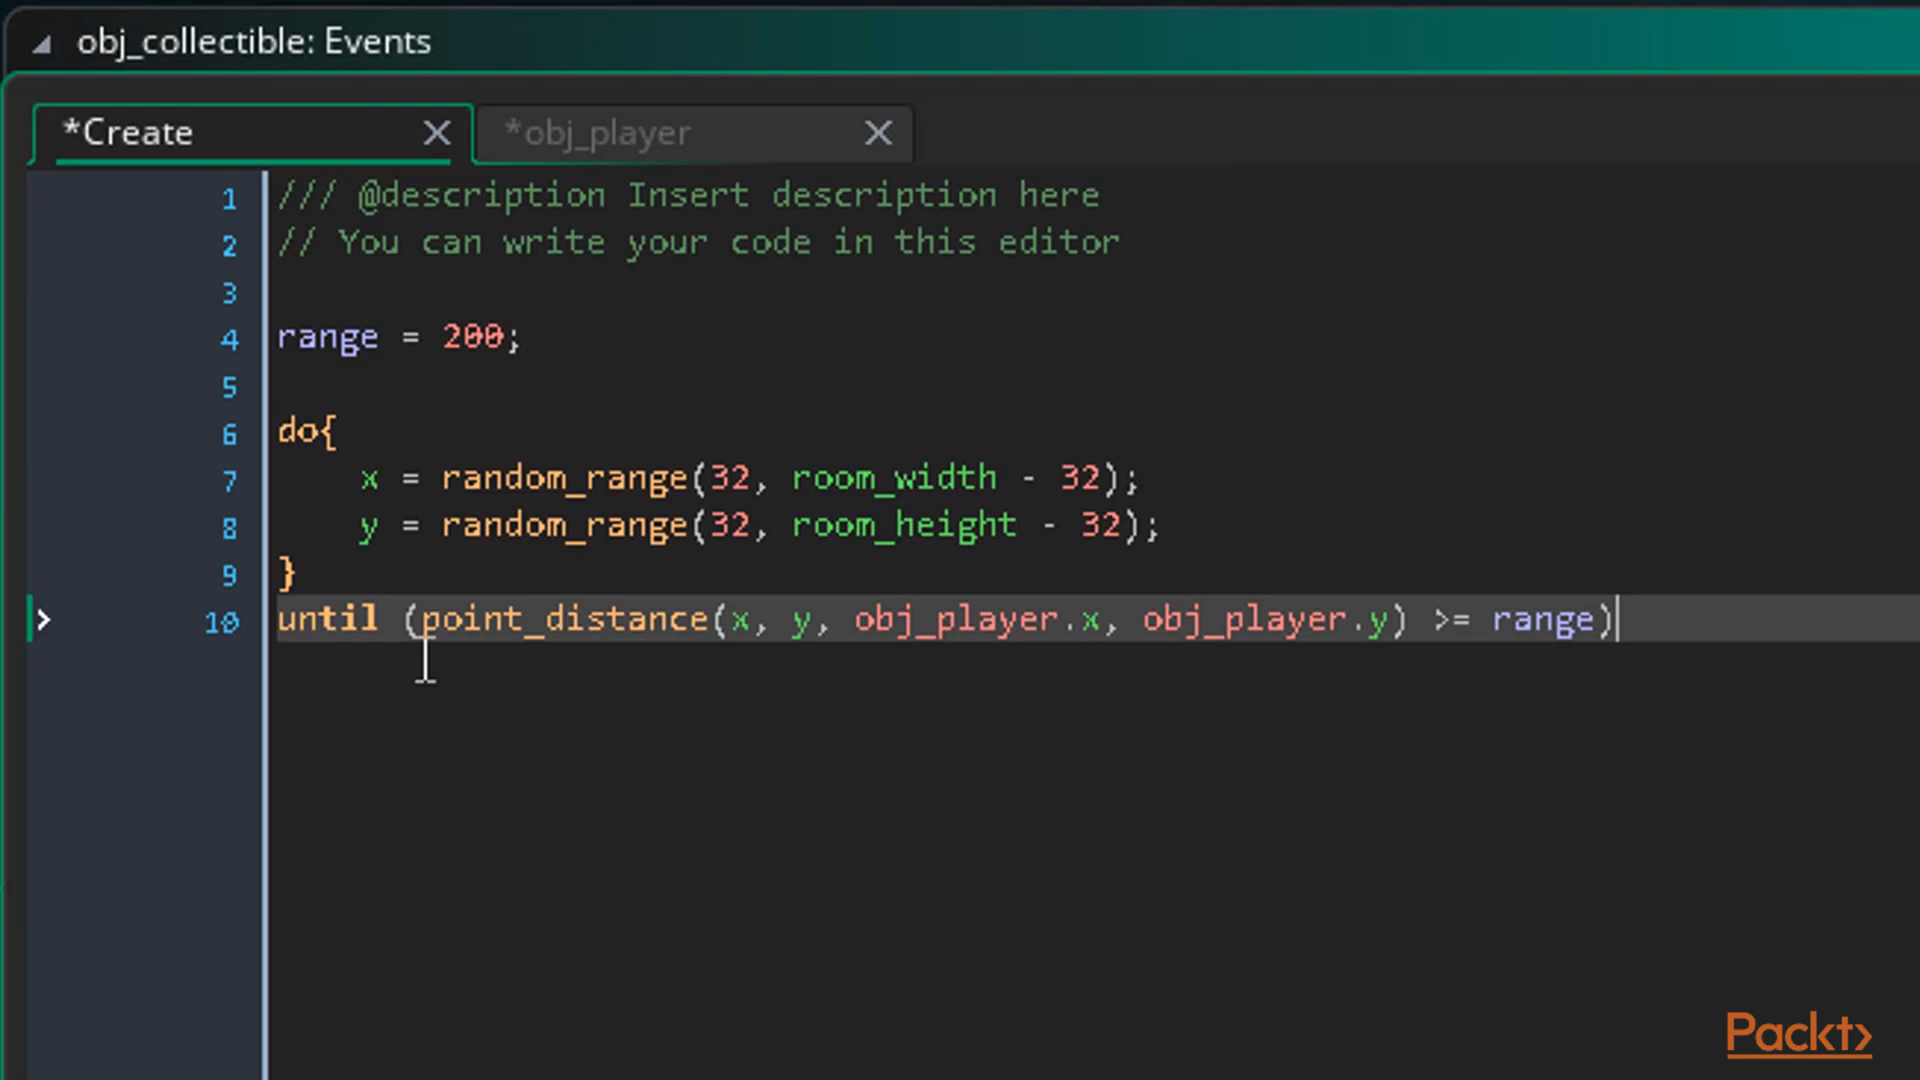 obj_collectible: Events
*Create
*obj_player
1 /// @description Insert description here
2 // You can write your code in this editor
3
4 range = 200;
5
6 do{
7 x = random_range(32, room_width - 32);
8 y = random_range(32, room_height - 32);
9 }
10 until (point_distance(x, y, obj_player.x, obj_player.y) >= range)
Packt>